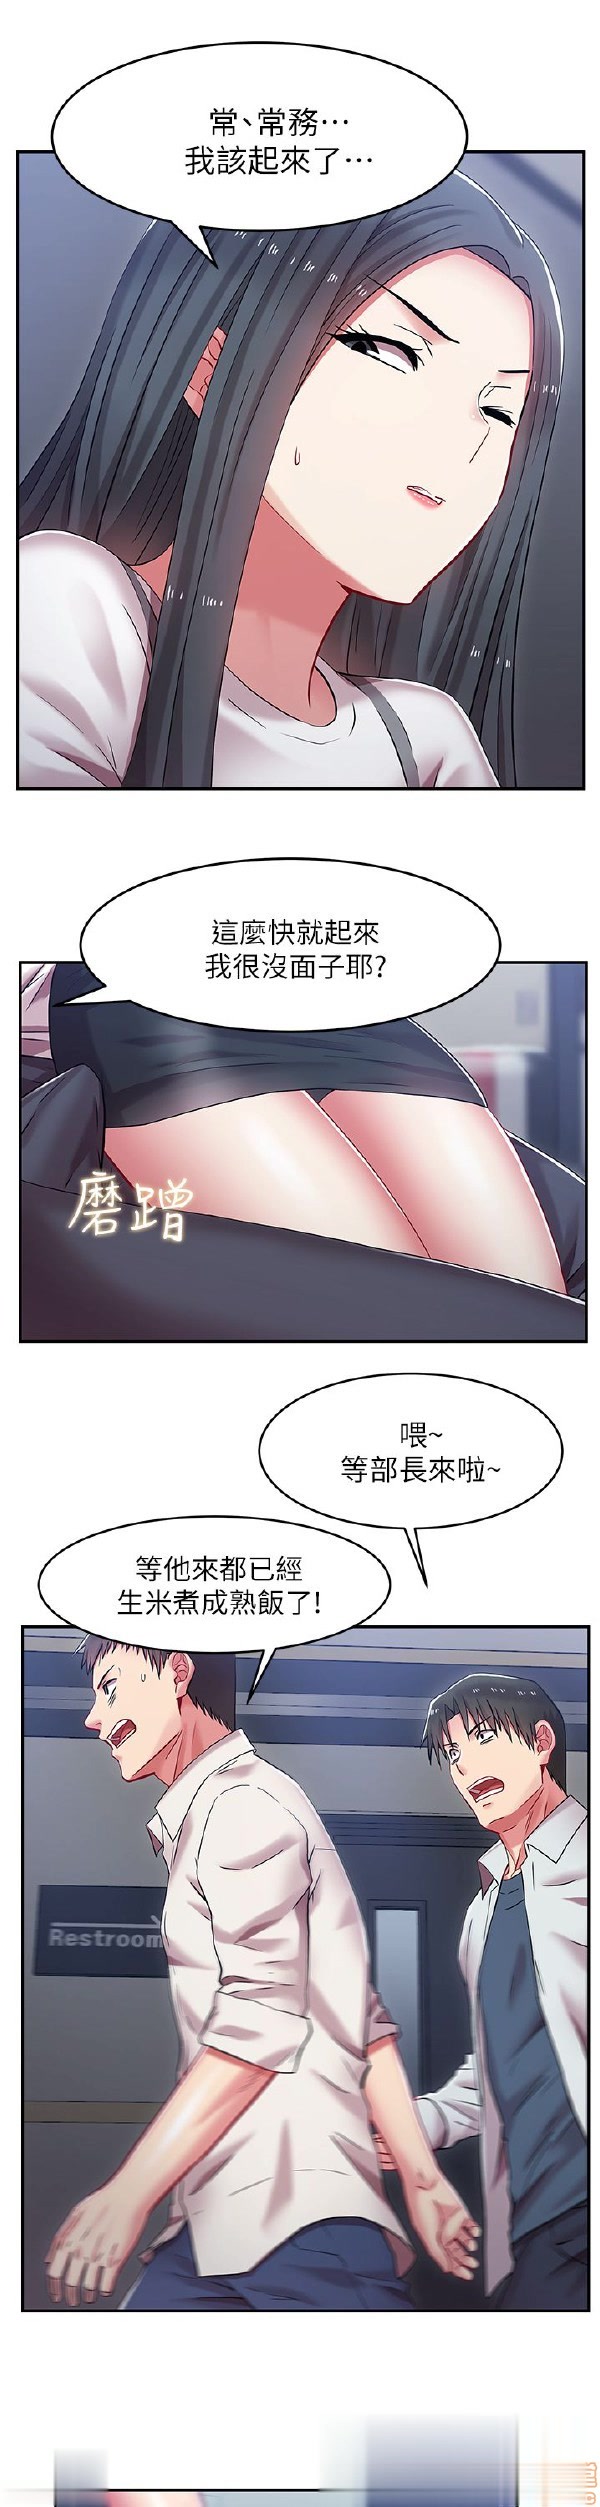 常、常務⋯
我該起來了⋯
這麼快就起來
我很沒面子耶?
磨蹭
喂~
等部長來啦~
等他來都已經
生米煮成熟飯了!
Restroom